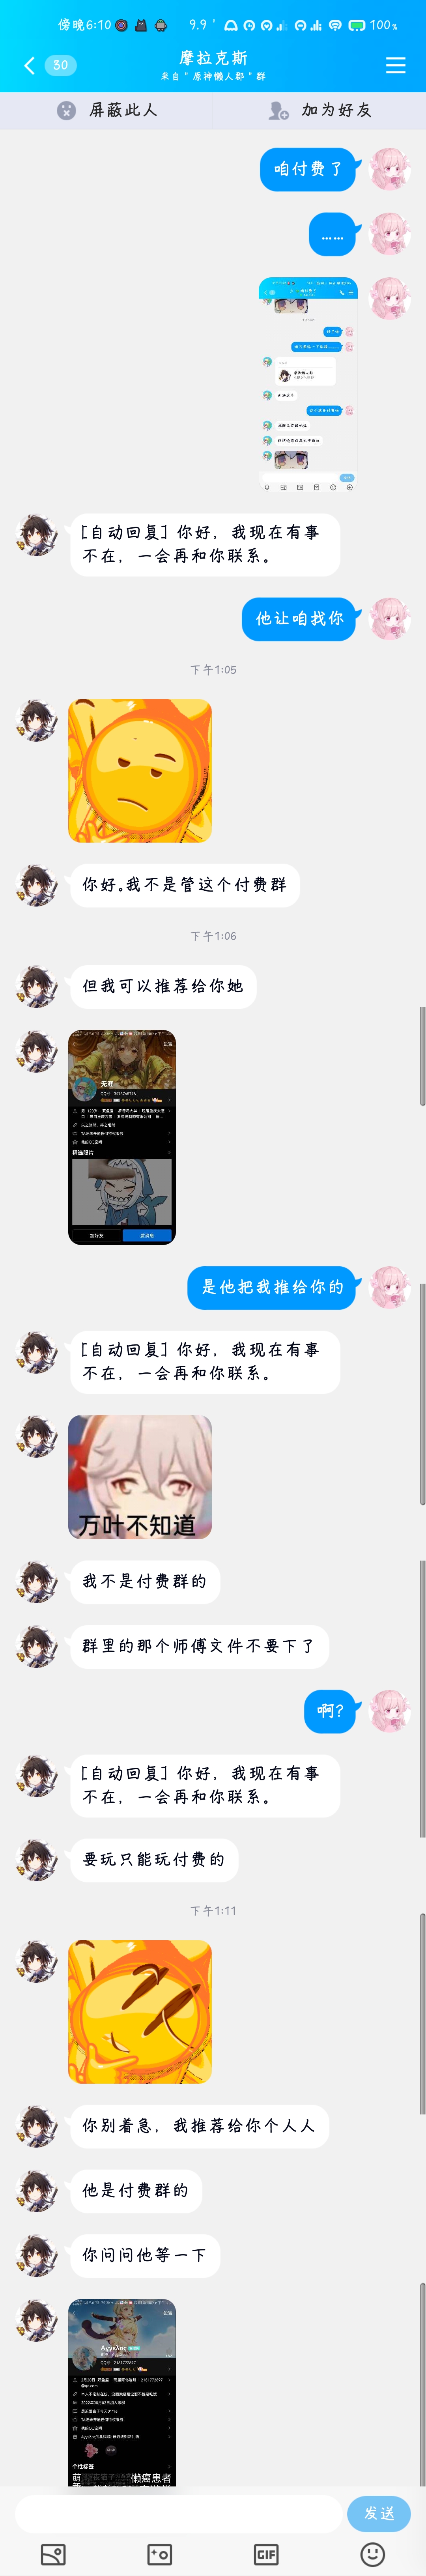 傍晚6:10
9.9
100%
30
摩拉克斯
来自"原神懒人郡"群
屏蔽此人
加为好友
咱付费了
……
[自动回复] 你好，我现在有事
不在，一会再和你联系。
他让咱找你
下午1:05
你好.我不是管这个付费群
下午1:06
但我可以推荐给你她
是他把我推给你的
[自动回复] 你好，我现在有事
不在，一会再和你联系。
万叶不知道
我不是付费群的
群里的那个师傅文件不要下了
啊?
[自动回复] 你好，我现在有事
不在，一会再和你联系。
要玩只能玩付费的
下午1:11
你别着急，我推荐给你个人人
他是付费群的
你问问他等一下
Αγγελος
QQ号：2181772897
个性标签
懒癌患者
发送
GIF